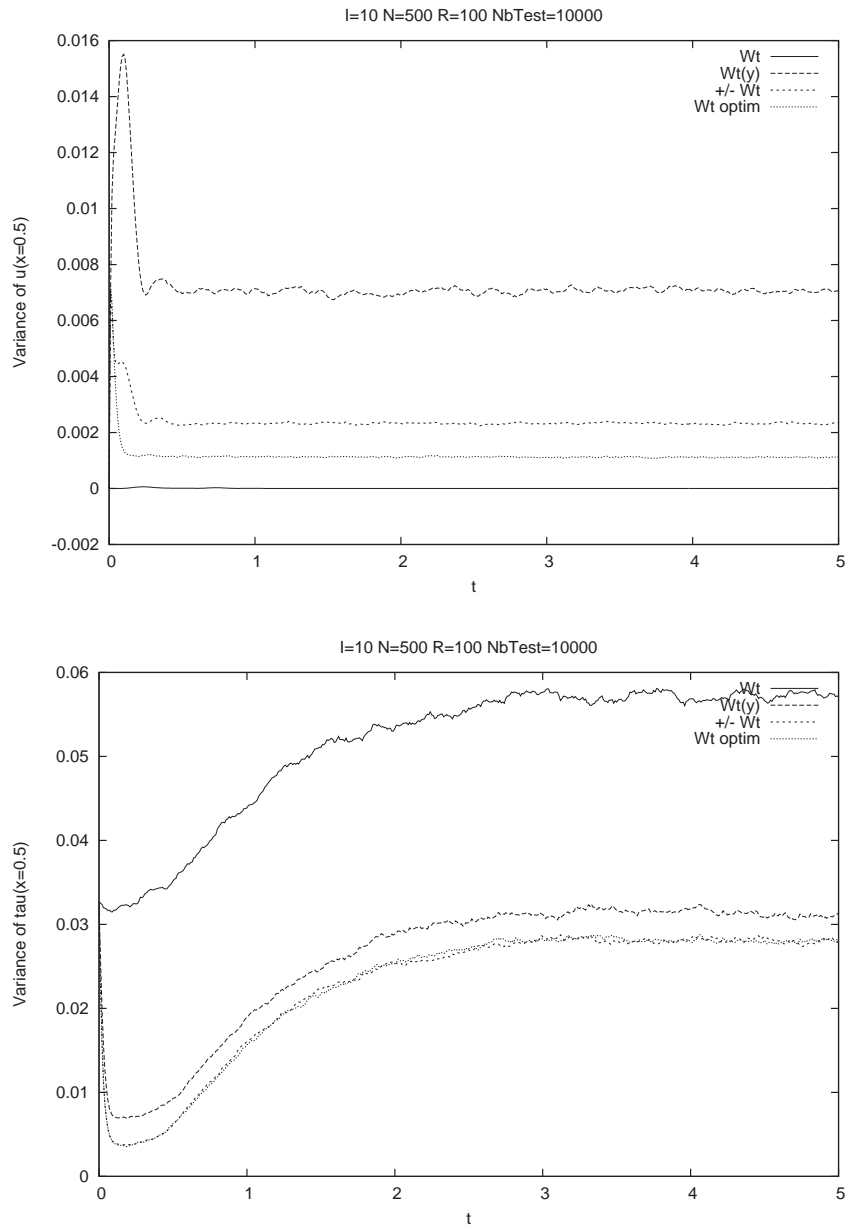 I=10 N=500 R=100 NbTest=10000
0.016
0.014
0.012
0.01
0.008
0.006
0.004
0.002
0
-0.002
Variance of u(x=0.5)
Wt
Wt(y)
+/- Wt
Wt optim
0 1 2 3 4 5
t
I=10 N=500 R=100 NbTest=10000
0.06
0.05
0.04
0.03
0.02
0.01
0
Variance of tau(x=0.5)
Wt
Wt(y)
+/- Wt
Wt optim
0 1 2 3 4 5
t